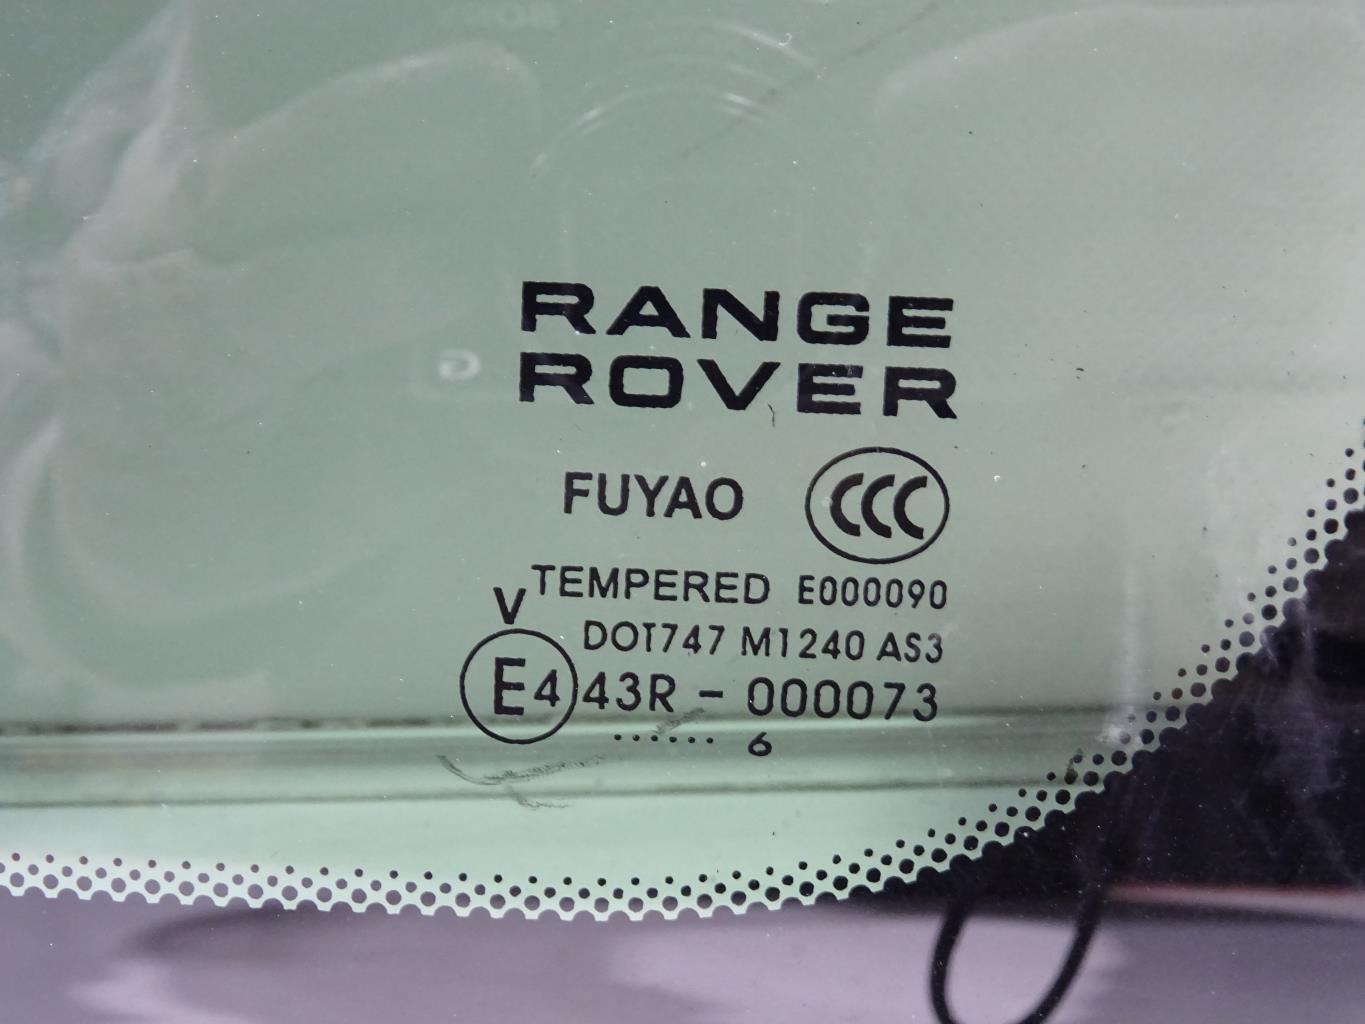 RANGE
ROVER
FUYAO CCC
TEMPERED E000090
V
DOT747 M1240 AS3
E4 43R - 000073
...... 6
G